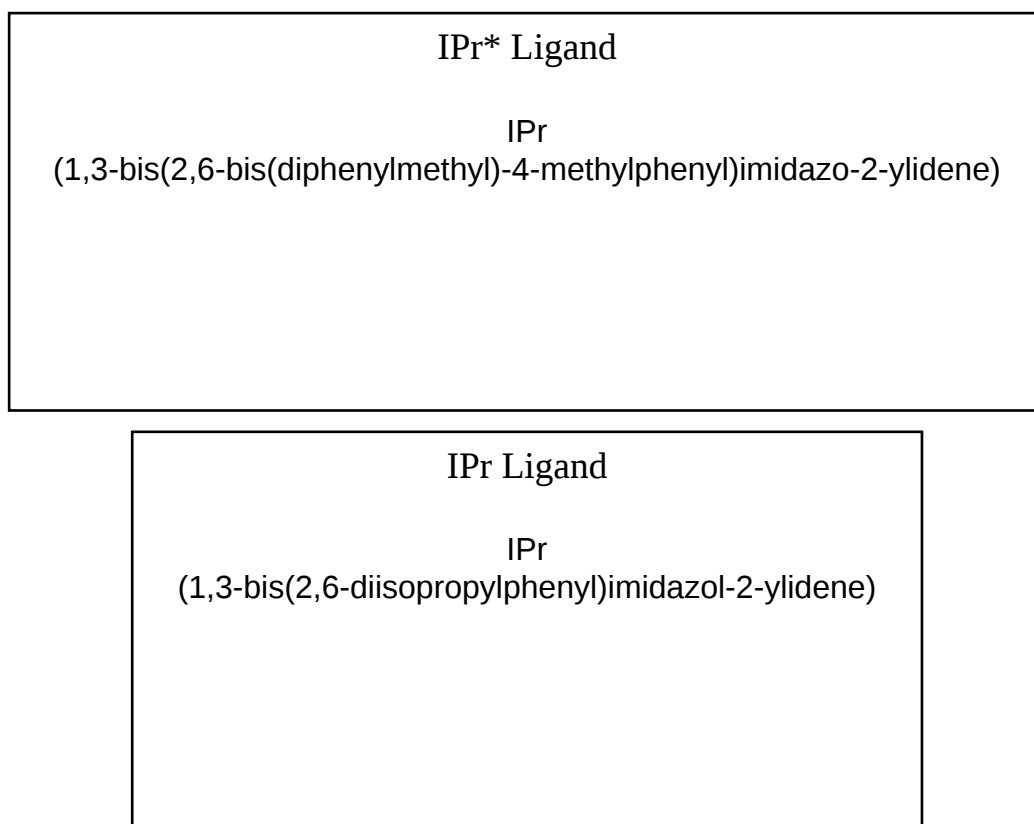 IPr* Ligand
IPr
(1,3-bis(2,6-bis(diphenylmethyl)-4-methylphenyl)imidazo-2-ylidene)
IPr Ligand
IPr
(1,3-bis(2,6-diisopropylphenyl)imidazol-2-ylidene)